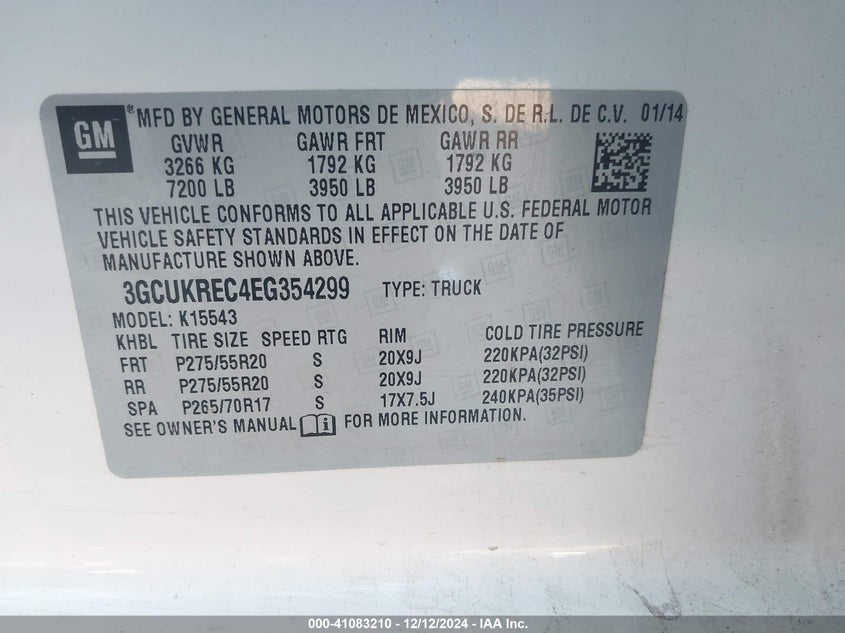 GM ® MFD BY GENERAL MOTORS DE MEXICO, S. DE R.L. DE C.V. 01/14
GVWR GAWR FRT GAWR RR
3266 KG 1792 KG 1792 KG
7200 LB 3950 LB 3950 LB
THIS VEHICLE CONFORMS TO ALL APPLICABLE U.S. FEDERAL MOTOR
VEHICLE SAFETY STANDARDS IN EFFECT ON THE DATE OF
MANUFACTURE SHOWN ABOVE.
3GCUKREC4EG354299 TYPE: TRUCK
MODEL: K15543
KHBL TIRE SIZE SPEED RTG RIM COLD TIRE PRESSURE
FRT P275/55R20 S 20X9J 220KPA(32PSI)
RR P275/55R20 S 20X9J 220KPA(32PSI)
SPA P265/70R17 S 17X7.5J 240KPA(35PSI)
SEE OWNER'S MANUAL FOR MORE INFORMATION.
000-41083210 - 12/12/2024 - IAA Inc.